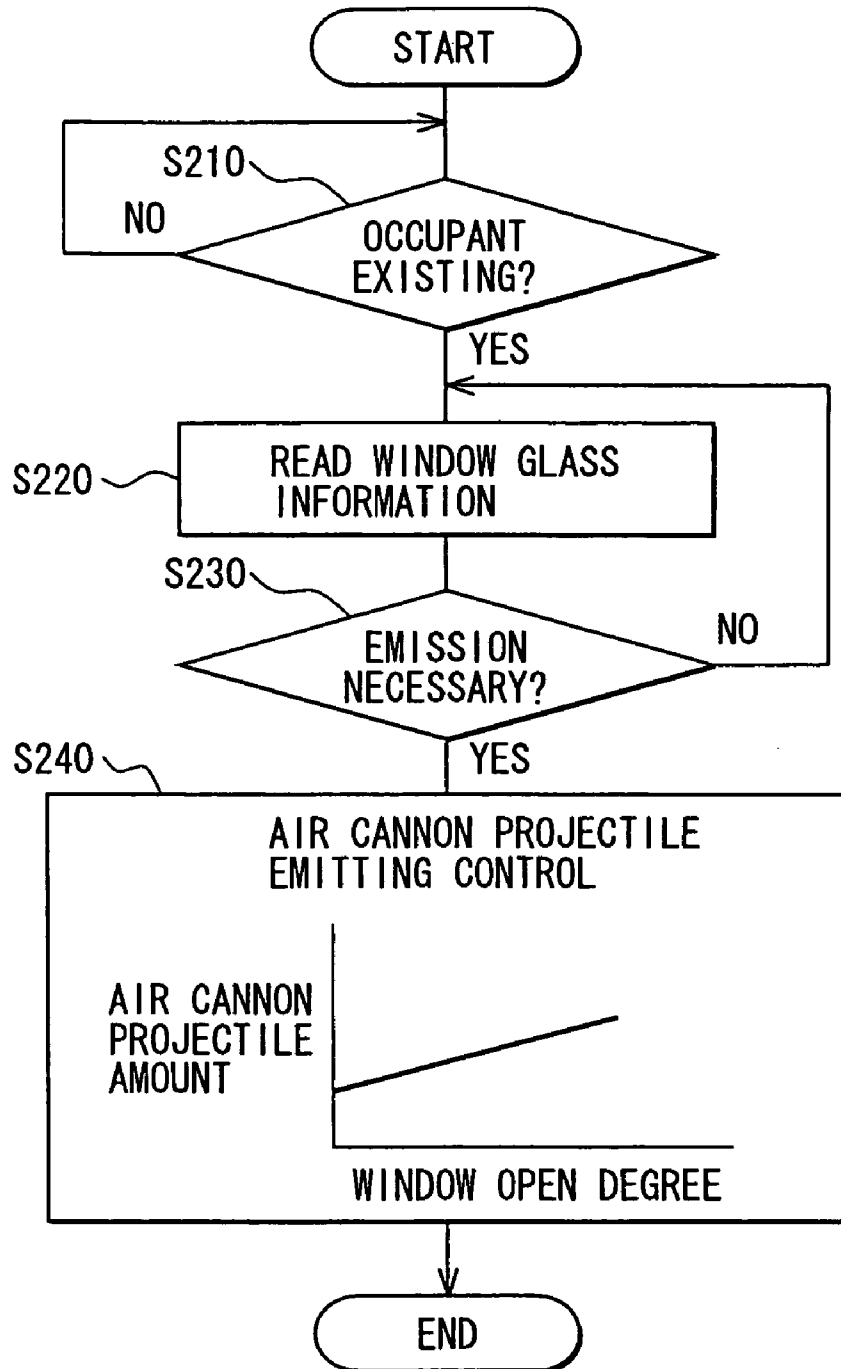 START
S210
NO
OCCUPANT
EXISTING?
YES
S220
READ WINDOW GLASS
INFORMATION
S230
NO
EMISSION
NECESSARY?
S240
YES
AIR CANNON PROJECTILE
EMITTING CONTROL
AIR CANNON
PROJECTILE
AMOUNT
WINDOW OPEN DEGREE
END